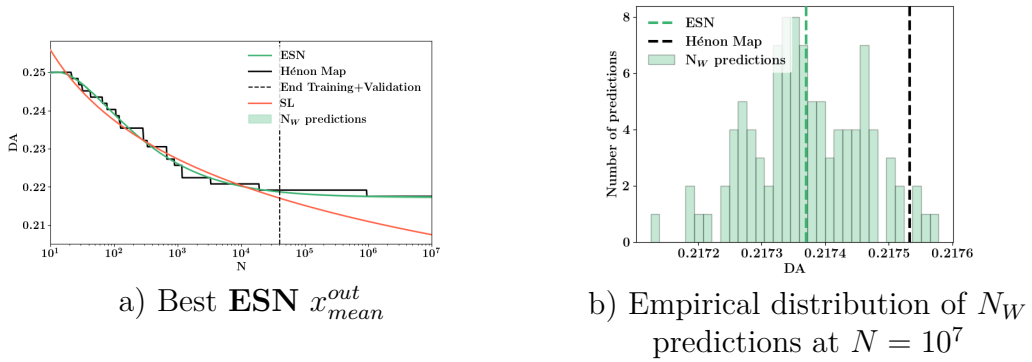 ESN
Hénon Map
End Training+Validation
SL
N_W predictions
DA
0.25
0.24
0.23
0.22
0.21
10^1
10^2
10^3
10^4
10^5
10^6
10^7
N
a) Best ESN x_{mean}^{out}
ESN
Hénon Map
N_W predictions
Number of predictions
8
6
4
2
0
0.2172
0.2173
0.2174
0.2175
0.2176
DA
b) Empirical distribution of N_W
predictions at N = 10^7